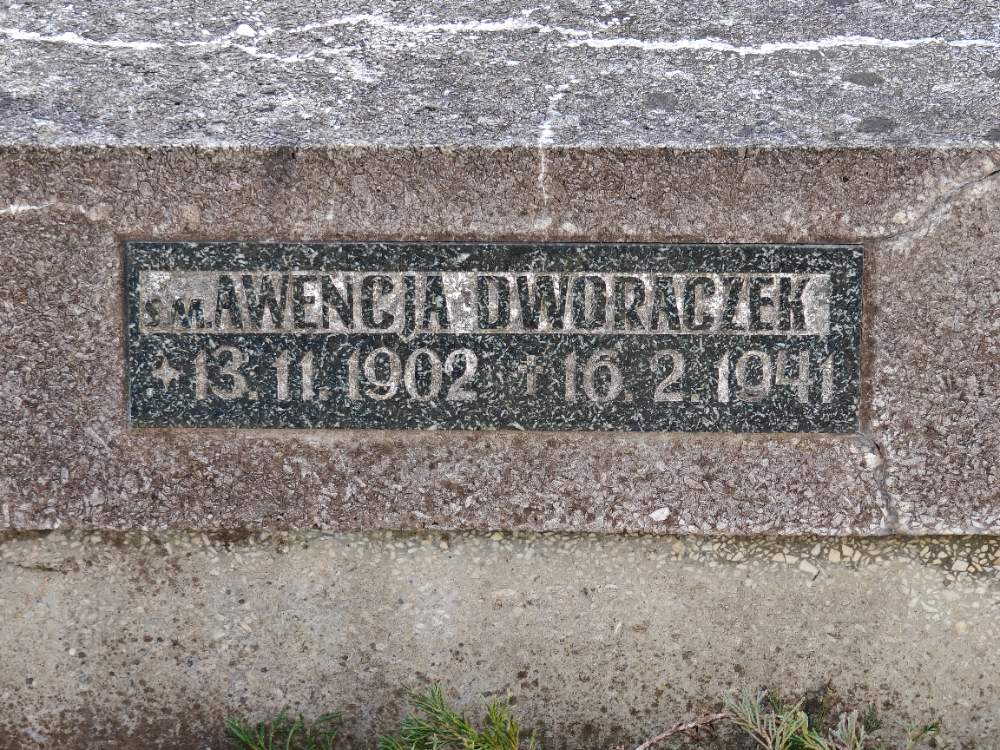 S.M. AWENCJA DWORACZEK
* 13. 11. 1902 † 16. 2. 1941